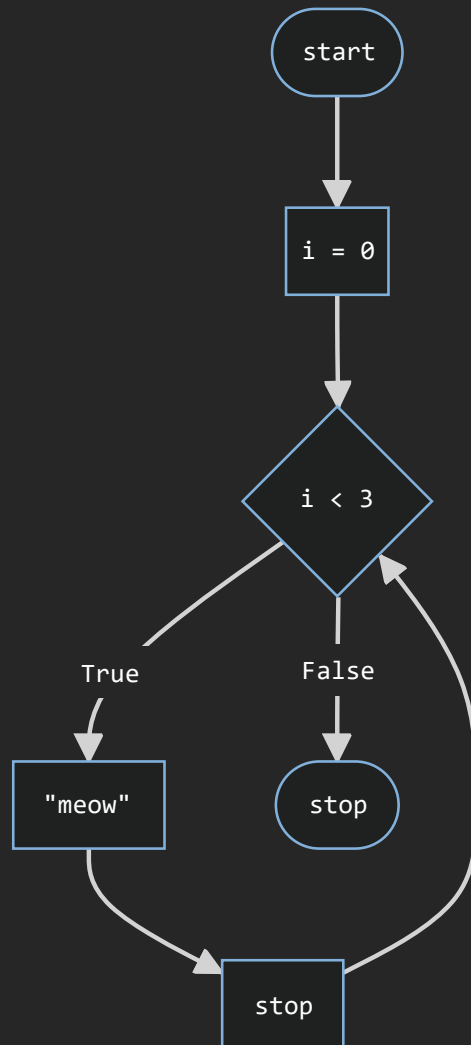 start
i = 0
i < 3
True
False
"meow"
stop
stop